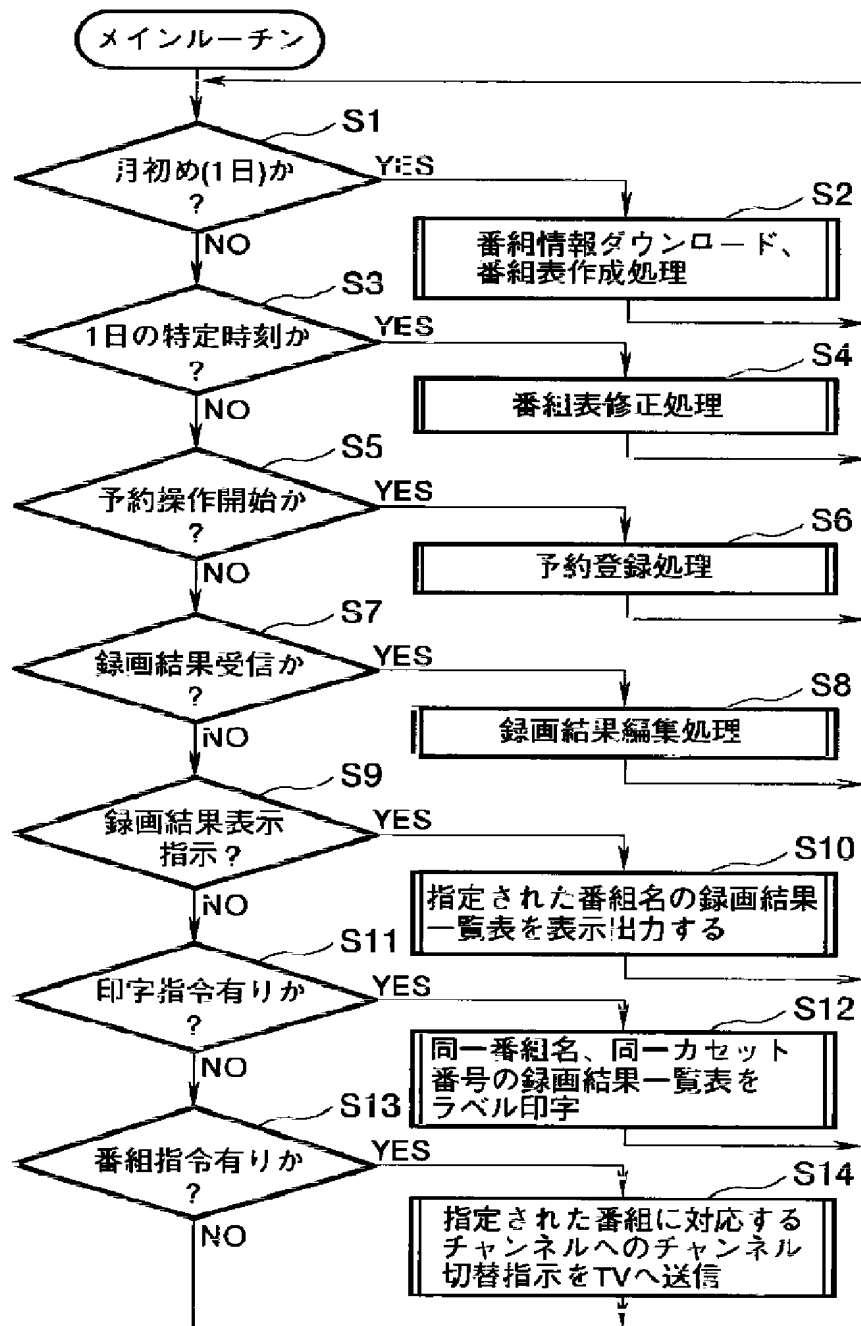 メインルーチン
S1
月初め(1日)か
?
YES
NO
S2
番組情報ダウンロード、
番組表作成処理
S3
1日の特定時刻か
?
YES
NO
S4
番組表修正処理
S5
予約操作開始か
?
YES
NO
S6
予約登録処理
S7
録画結果受信か
?
YES
NO
S8
録画結果編集処理
S9
録画結果表示
指示?
YES
NO
S10
指定された番組名の録画結果
一覧表を表示出力する
S11
印字指令有りか
?
YES
NO
S12
同一番組名、同一カセット
番号の録画結果一覧表を
ラベル印字
S13
番組指令有りか
?
YES
NO
S14
指定された番組に対応する
チャンネルへのチャンネル
切替指示をTVへ送信